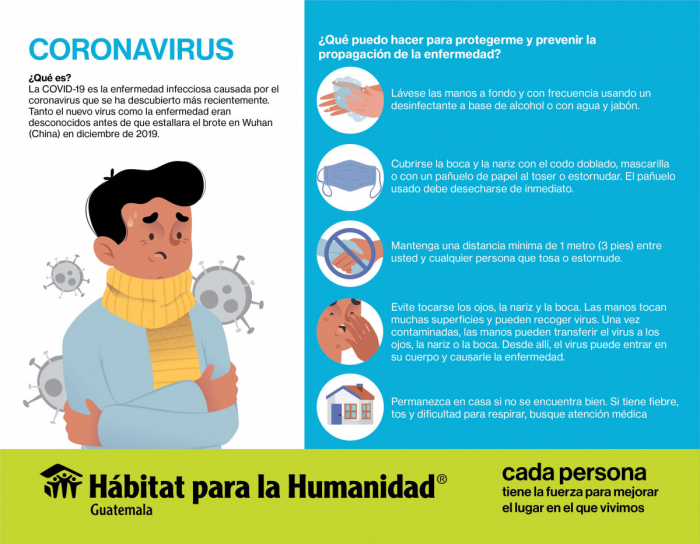 CORONAVIRUS
¿Qué es?
La COVID-19 es la enfermedad infecciosa causada por el
coronavirus que se ha descubierto más recientemente.
Tanto el nuevo virus como la enfermedad eran
desconocidos antes de que estallara el brote en Wuhan
(China) en diciembre de 2019.
¿Qué puedo hacer para protegerme y prevenir la
propagación de la enfermedad?
Lávese las manos a fondo y con frecuencia usando un
desinfectante a base de alcohol o con agua y jabón.
Cubrirse la boca y la nariz con el codo doblado, mascarilla
o con un pañuelo de papel al toser o estornudar. El pañuelo
usado debe desecharse de inmediato.
Mantenga una distancia mínima de 1 metro (3 pies) entre
usted y cualquier persona que tosa o estornude.
Evite tocarse los ojos, la nariz y la boca. Las manos tocan
muchas superficies y pueden recoger virus. Una vez
contaminadas, las manos pueden transferir el virus a los
ojos, la nariz o la boca. Desde allí, el virus puede entrar en
su cuerpo y causarle la enfermedad.
Permanezca en casa si no se encuentra bien. Si tiene fiebre,
tos y dificultad para respirar, busque atención médica
Hábitat para la Humanidad®
Guatemala
cada persona
tiene la fuerza para mejorar
el lugar en el que vivimos